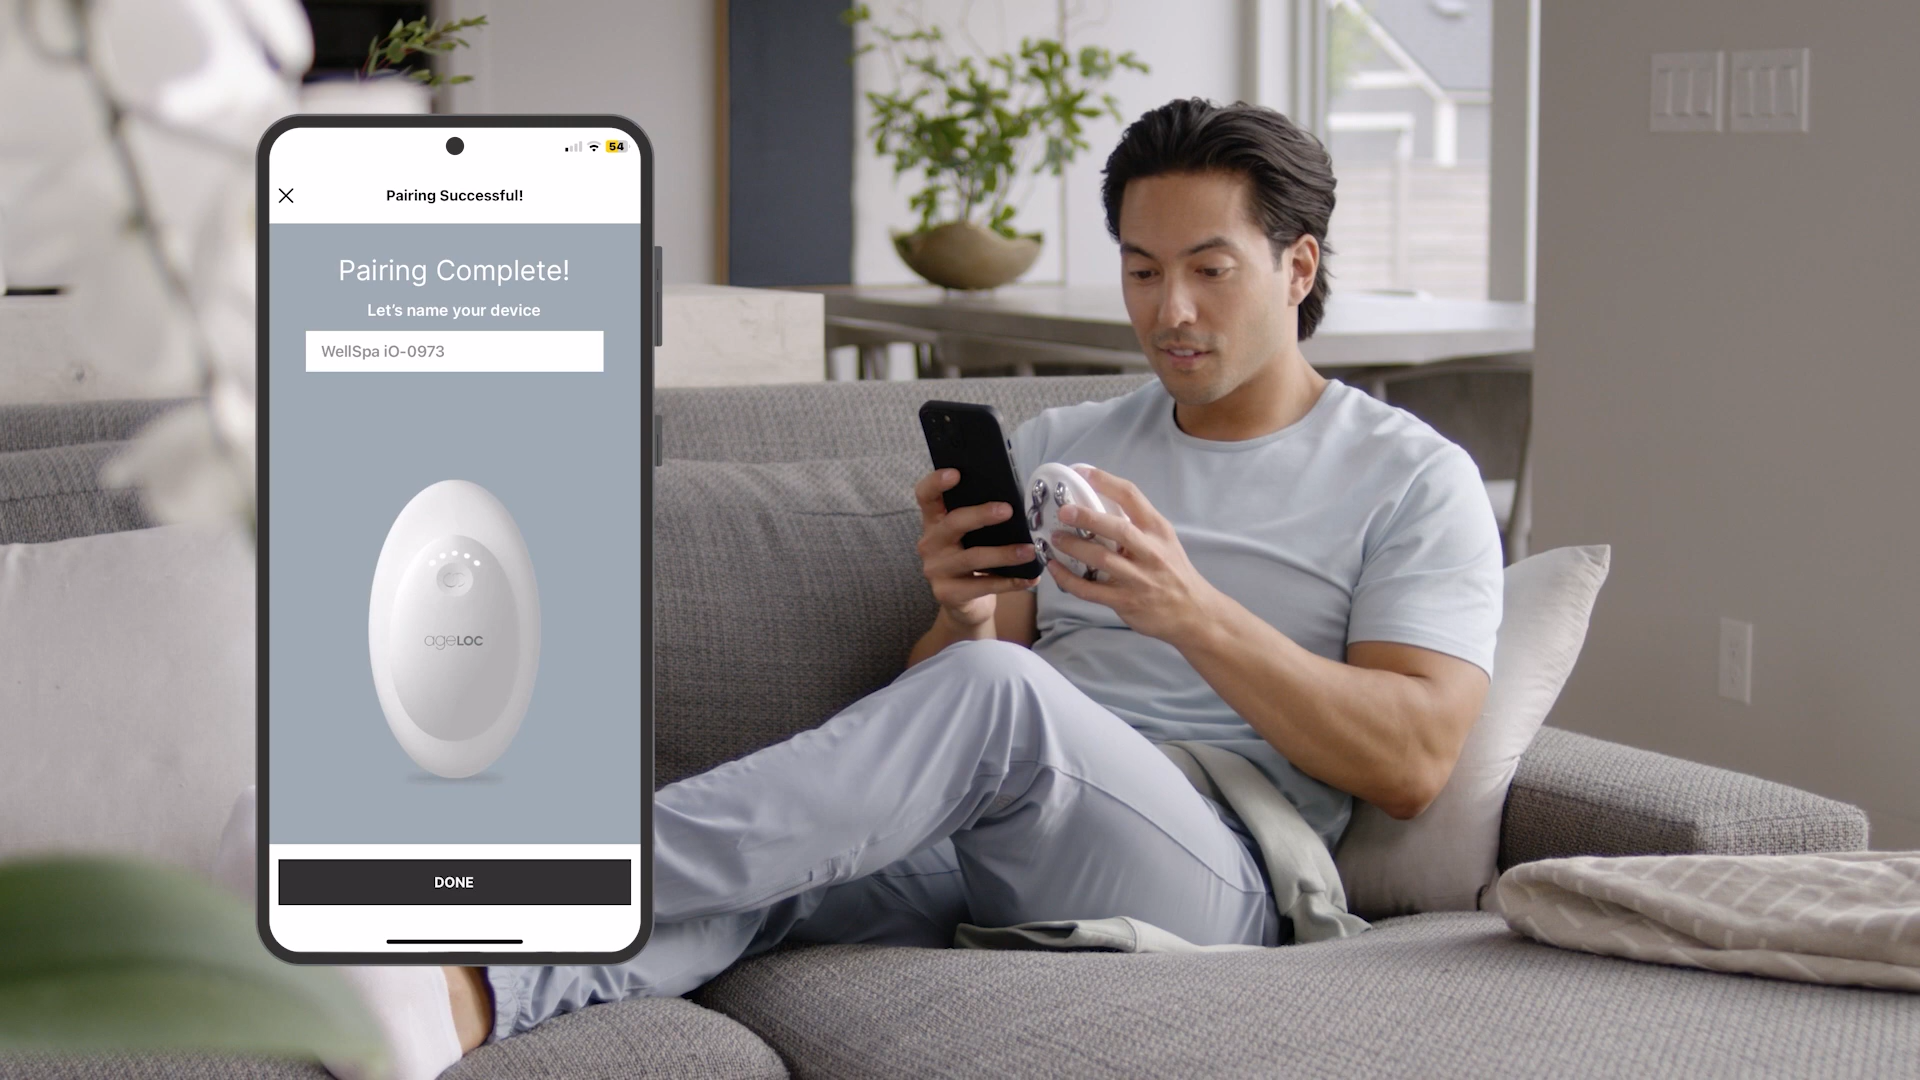 54
Pairing Successful!
Pairing Complete!
Let's name your device
WellSpa iO-0973
ageLOC
DONE